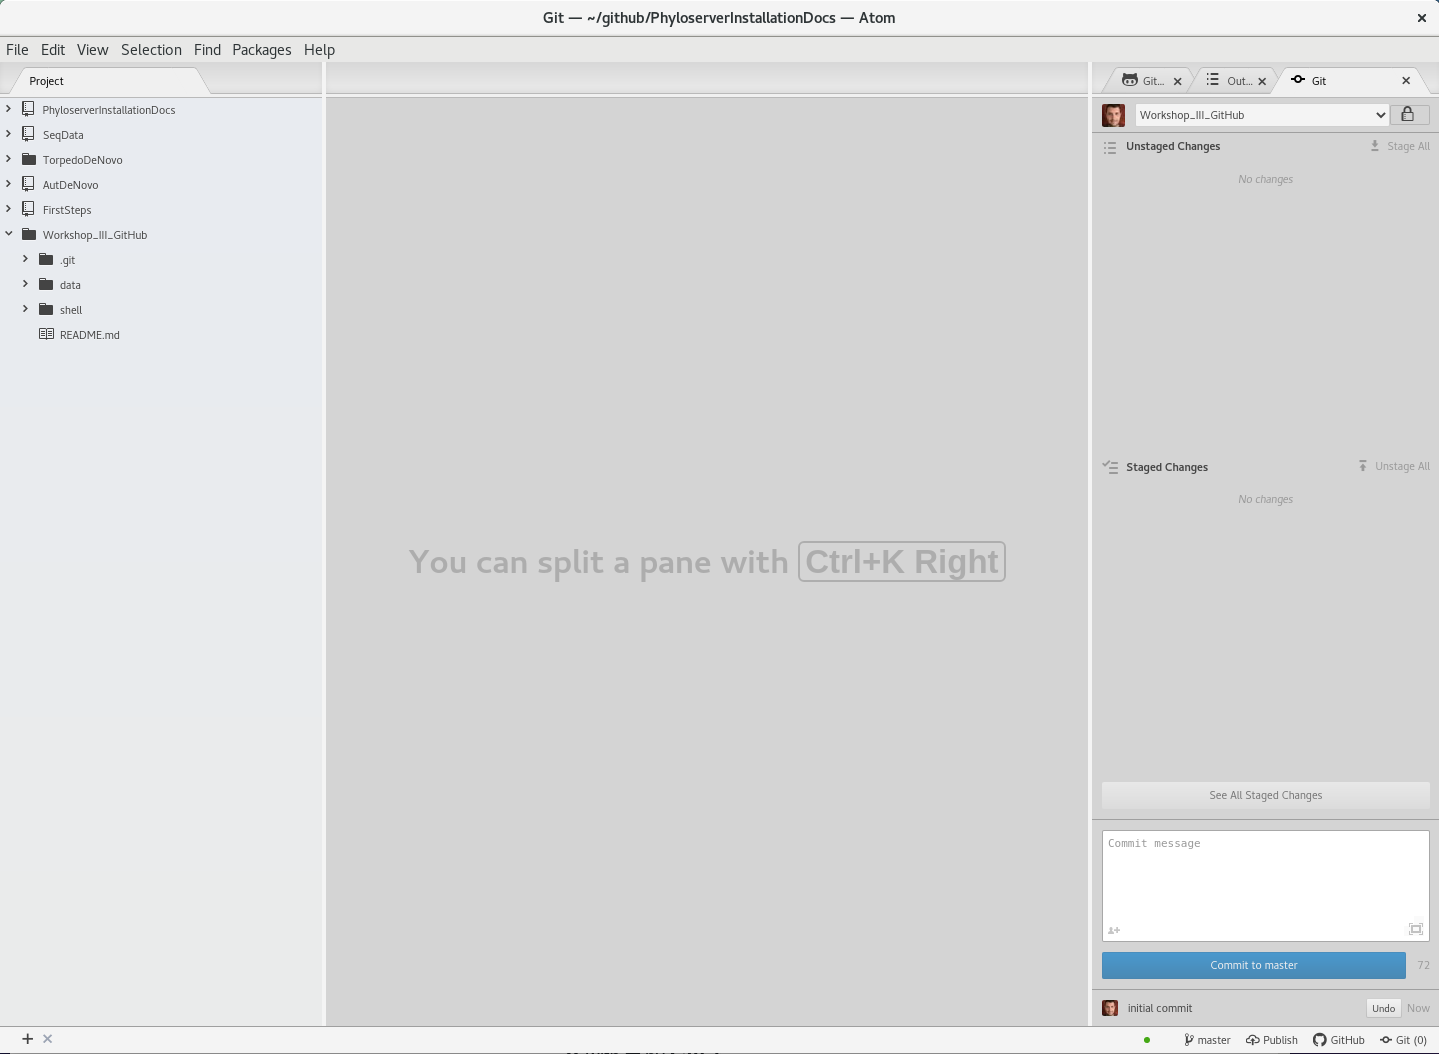 Git — ~/github/PhyloserverInstallationDocs — Atom
File Edit View Selection Find Packages Help
Project
PhyloserverInstallationDocs
SeqData
TorpedoDeNovo
AutDeNovo
FirstSteps
Workshop_III_GitHub
.git
data
shell
README.md
You can split a pane with Ctrl+K Right
Git... Out... Git
Workshop_III_GitHub
Unstaged Changes Stage All
No changes
Staged Changes Unstage All
No changes
See All Staged Changes
Commit message
Commit to master 72
initial commit Undo Now
master Publish GitHub Git (0)